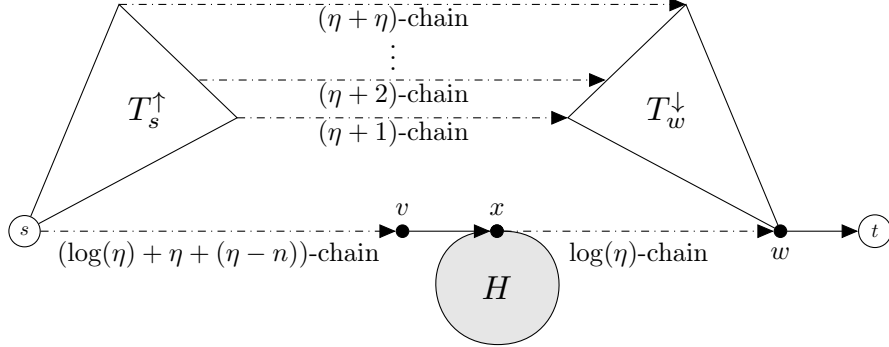 (η + η)-chain
⋮
(η + 2)-chain
(η + 1)-chain
T_s^↑
T_w^↓
s
v
x
w
t
(log(η) + η + (η − n))-chain
log(η)-chain
H